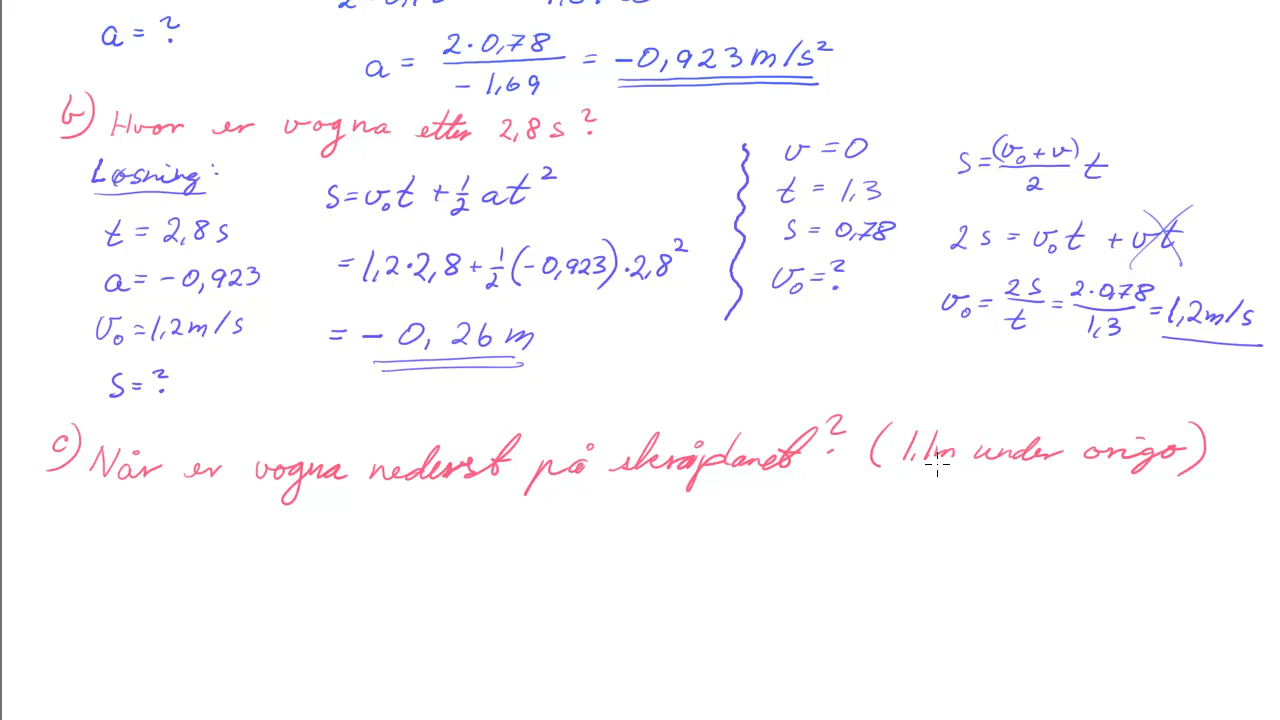 a = ?
a = 2·0,78 / -1,69 = -0,923 m/s²
b) Hvor er vogna etter 2,8 s?
Løsning:
t = 2,8 s
a = -0,923
v₀ = 1,2 m/s
s = ?
s = v₀t + ½ at²
= 1,2·2,8 + ½(-0,923)·2,8²
= -0,26 m
v = 0
t = 1,3
s = 0,78
v₀ = ?
s = (v₀ + v)/2 t
2s = v₀t + vt
v₀ = 2s/t = 2·0,78/1,3 = 1,2 m/s
c) Når er vogna nederst på skråplanet? (1.1m under origo)